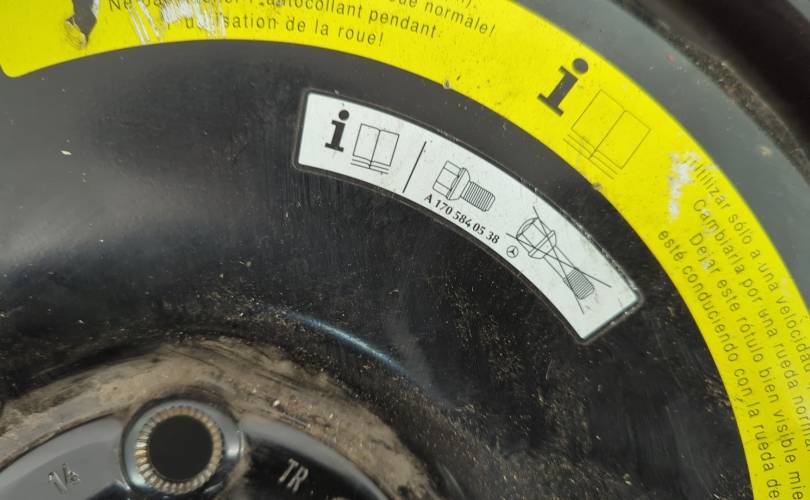 l'autocollant pendant
utilisation de la roue!
normale!
i
i
A 170 584 05 38
Utilizar sólo a una velocidad
Cambiarla por una rueda normal
Dejar este rótulo bien visible
esté conduciendo con la rueda de
TR